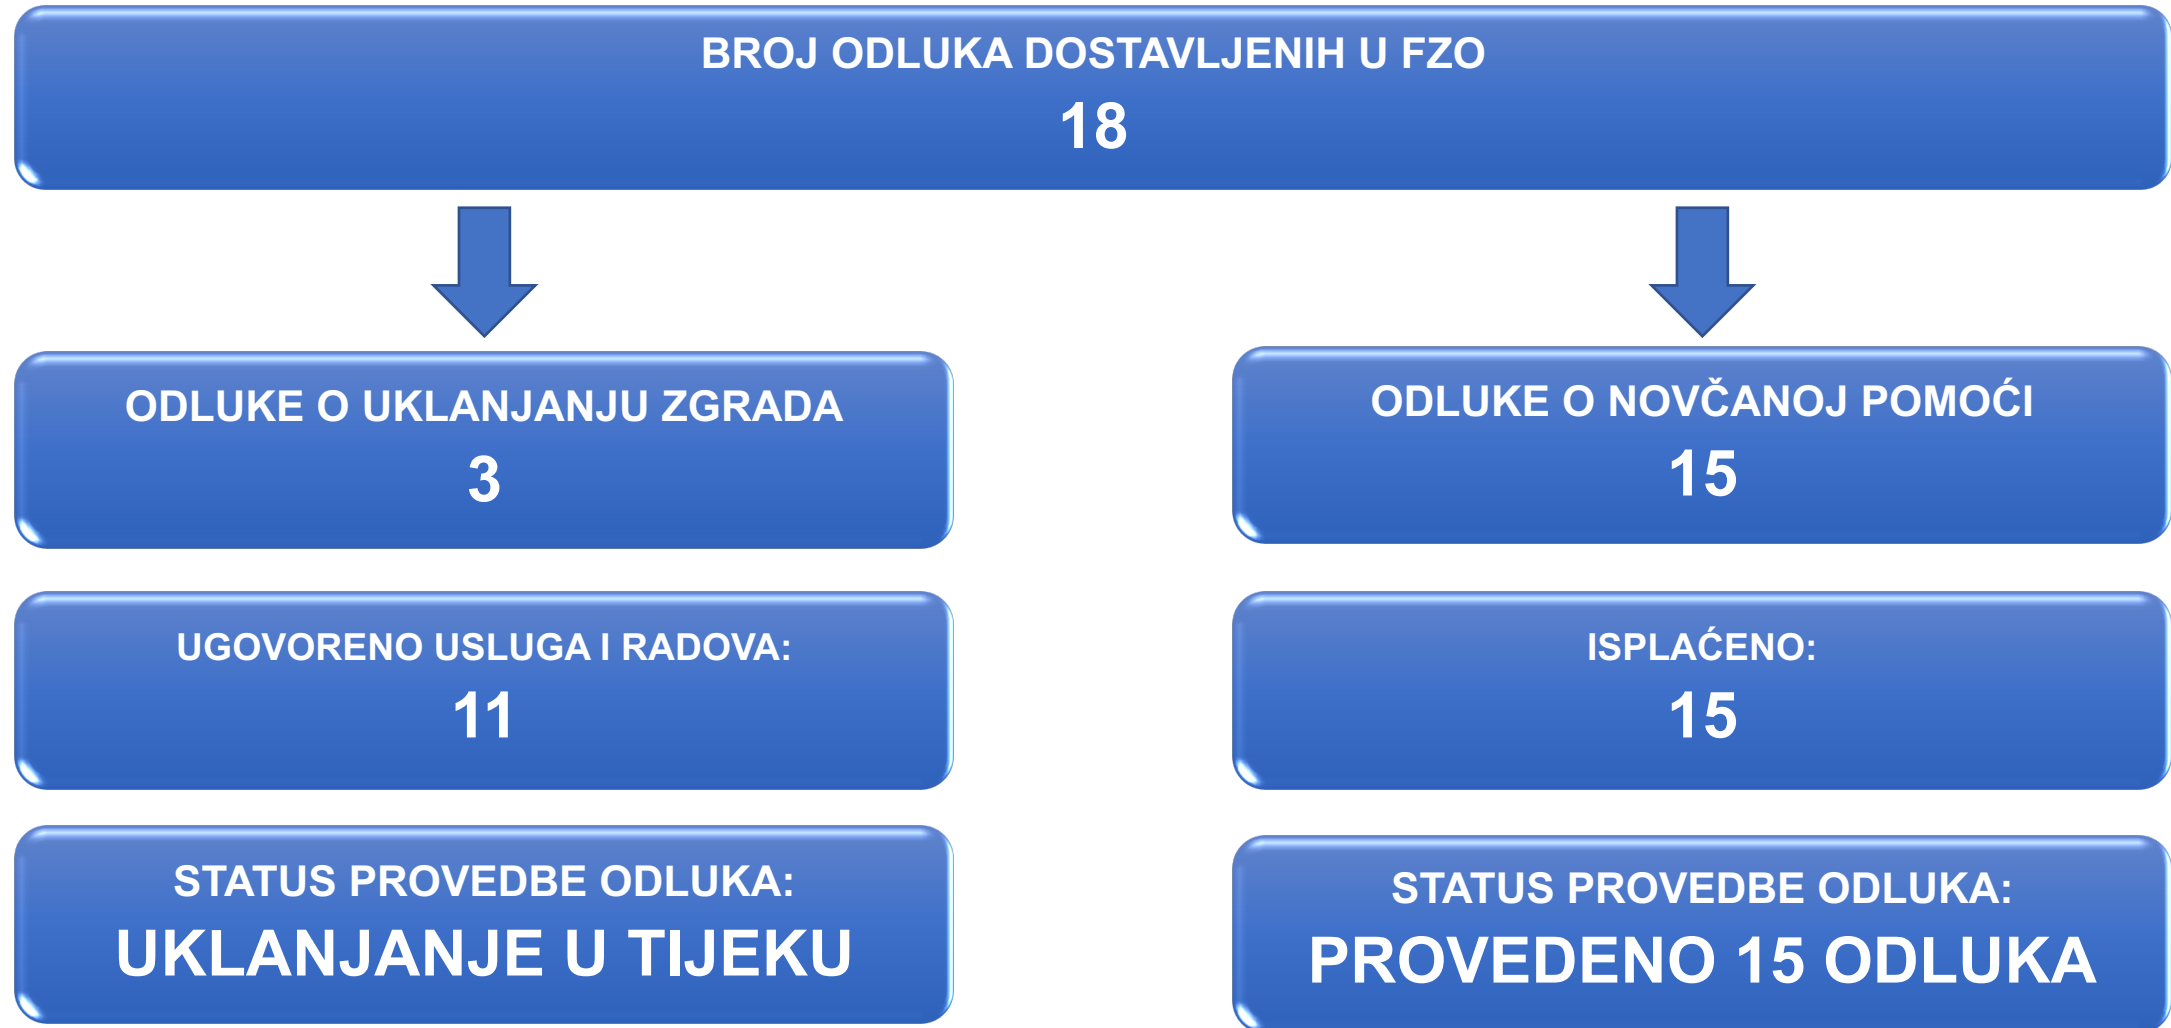 BROJ ODLUKA DOSTAVLJENIH U FZO
18
ODLUKE O UKLANJANJU ZGRADA
3
UGOVORENO USLUGA I RADOVA:
11
STATUS PROVEDBE ODLUKA:
UKLANJANJE U TIJEKU
ODLUKE O NOVČANOJ POMOĆI
15
ISPLAĆENO:
15
STATUS PROVEDBE ODLUKA:
PROVEDENO 15 ODLUKA